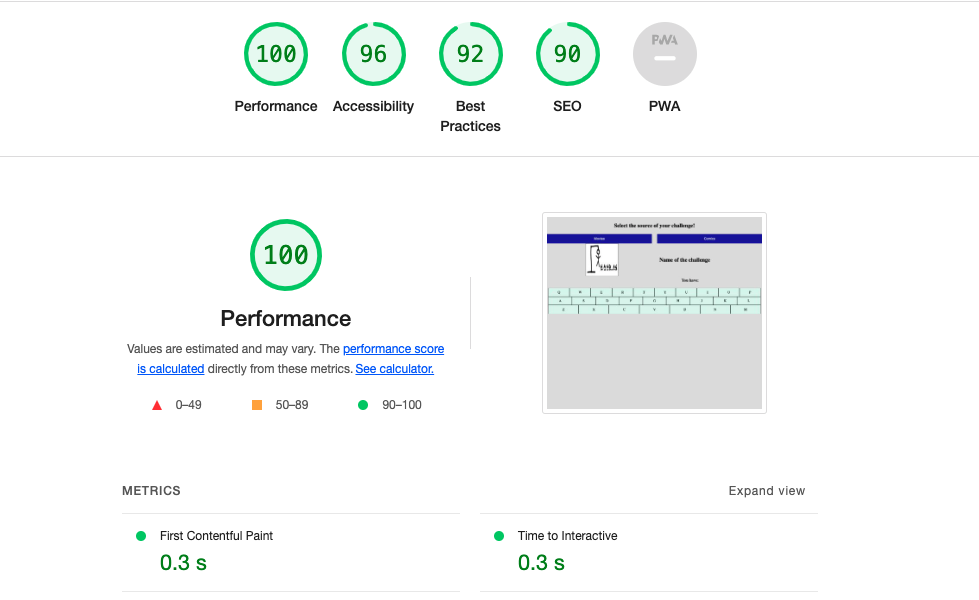 100
96
92
90
PWA
Performance
Accessibility
Best
Practices
SEO
PWA
100
Performance
Values are estimated and may vary. The performance score
is calculated directly from these metrics. See calculator.
0–49
50–89
90–100
Select the source of your challenge!
Name of the challenge
You have:
METRICS
Expand view
First Contentful Paint
0.3 s
Time to Interactive
0.3 s